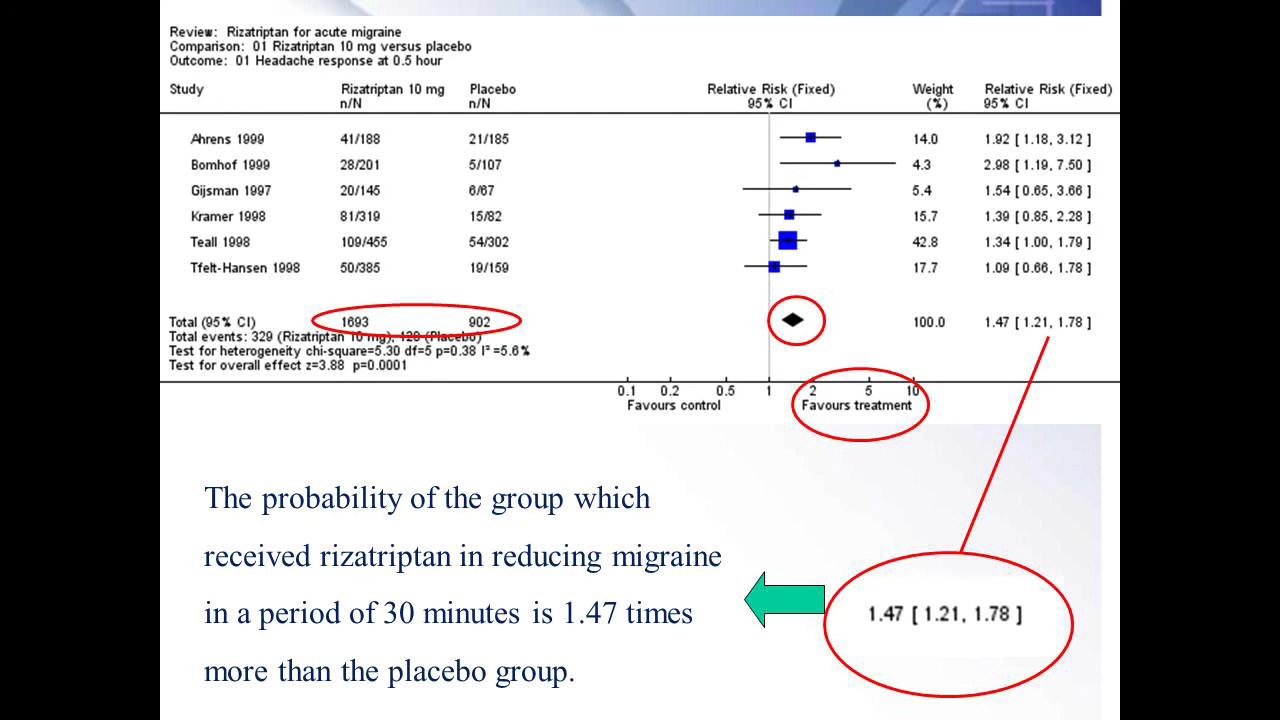 Review: Rizatriptan for acute migraine
Comparison: 01 Rizatriptan 10 mg versus placebo
Outcome: 01 Headache response at 0.5 hour
Study Rizatriptan 10 mg Placebo Relative Risk (Fixed) Weight Relative Risk (Fixed)
n/N n/N 95% CI (%) 95% CI
Ahrens 1999 41/188 21/185 14.0 1.92 [ 1.18, 3.12 ]
Bomhof 1999 28/201 5/107 4.3 2.98 [ 1.19, 7.50 ]
Gijsman 1997 20/145 6/67 5.4 1.54 [ 0.65, 3.66 ]
Kramer 1998 81/319 15/82 15.7 1.39 [ 0.85, 2.28 ]
Teall 1998 109/455 54/302 42.8 1.34 [ 1.00, 1.79 ]
Tfelt-Hansen 1998 50/385 19/159 17.7 1.09 [ 0.66, 1.78 ]
Total (95% CI) 1693 902 100.0 1.47 [ 1.21, 1.78 ]
Total events: 329 (Rizatriptan 10 mg), 120 (Placebo)
Test for heterogeneity chi-square=5.30 df=5 p=0.38 I² =5.6%
Test for overall effect z=3.88 p=0.0001
0.1 0.2 0.5 1 2 5 10
Favours control Favours treatment
The probability of the group which
received rizatriptan in reducing migraine
in a period of 30 minutes is 1.47 times
more than the placebo group.
1.47 [ 1.21, 1.78 ]